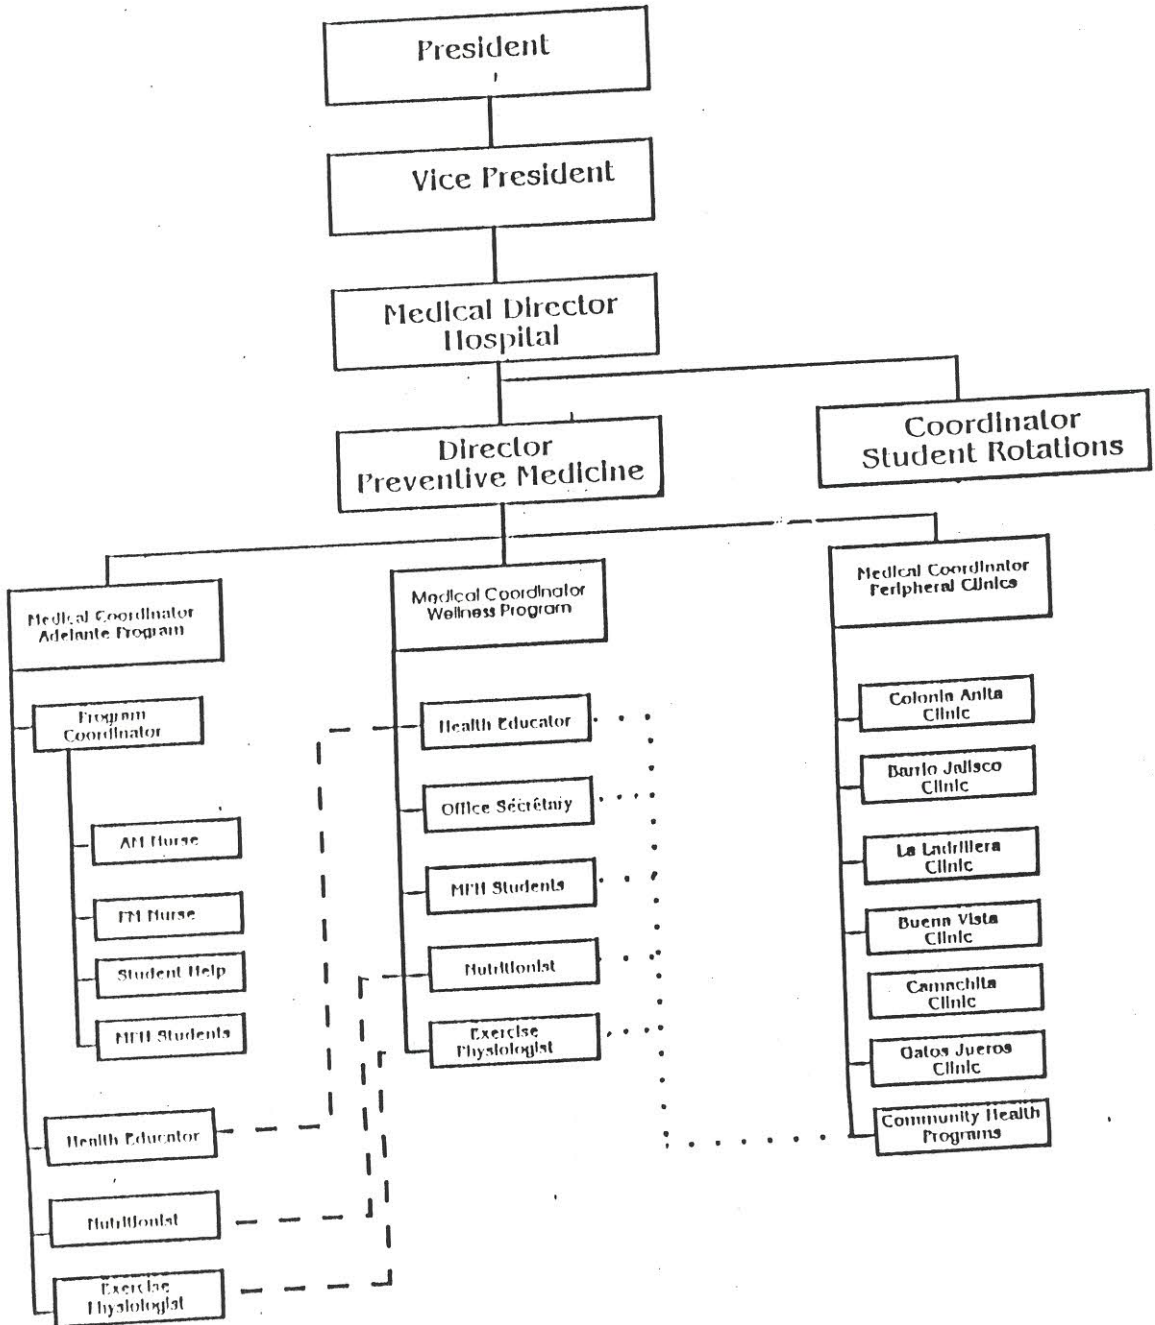 President
Vice President
Medical Director
Hospital
Director
Preventive Medicine
Coordinator
Student Rotations
Medical Coordinator
Adelante Program
Medical Coordinator
Wellness Program
Medical Coordinator
Peripheral Clinics
Program
Coordinator
AM Nurse
PM Nurse
Student Help
MPH Students
Health Educator
Nutritionist
Exercise
Physiologist
Health Educator
Office Secretary
MPH Students
Nutritionist
Exercise
Physiologist
Colonia Anita
Clinic
Barrio Jalisco
Clinic
La Ladrillera
Clinic
Buena Vista
Clinic
Camachita
Clinic
Gatos Jueros
Clinic
Community Health
Programs